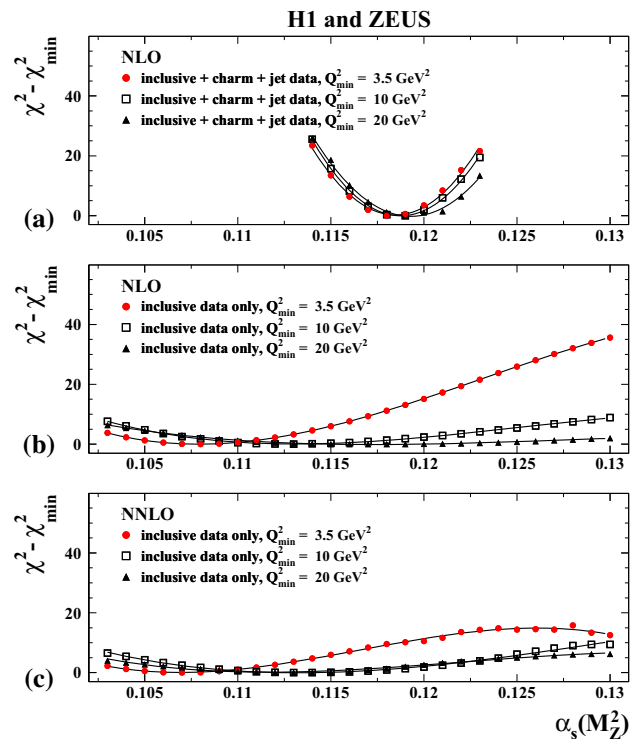 H1 and ZEUS
χ² - χ²min
60
40
20
0
NLO
inclusive + charm + jet data, Q²min = 3.5 GeV²
inclusive + charm + jet data, Q²min = 10 GeV²
inclusive + charm + jet data, Q²min = 20 GeV²
(a)
0.105 0.11 0.115 0.12 0.125 0.13
χ² - χ²min
60
40
20
0
NLO
inclusive data only, Q²min = 3.5 GeV²
inclusive data only, Q²min = 10 GeV²
inclusive data only, Q²min = 20 GeV²
(b)
0.105 0.11 0.115 0.12 0.125 0.13
χ² - χ²min
60
40
20
0
NNLO
inclusive data only, Q²min = 3.5 GeV²
inclusive data only, Q²min = 10 GeV²
inclusive data only, Q²min = 20 GeV²
(c)
0.105 0.11 0.115 0.12 0.125 0.13
αs(M²Z)